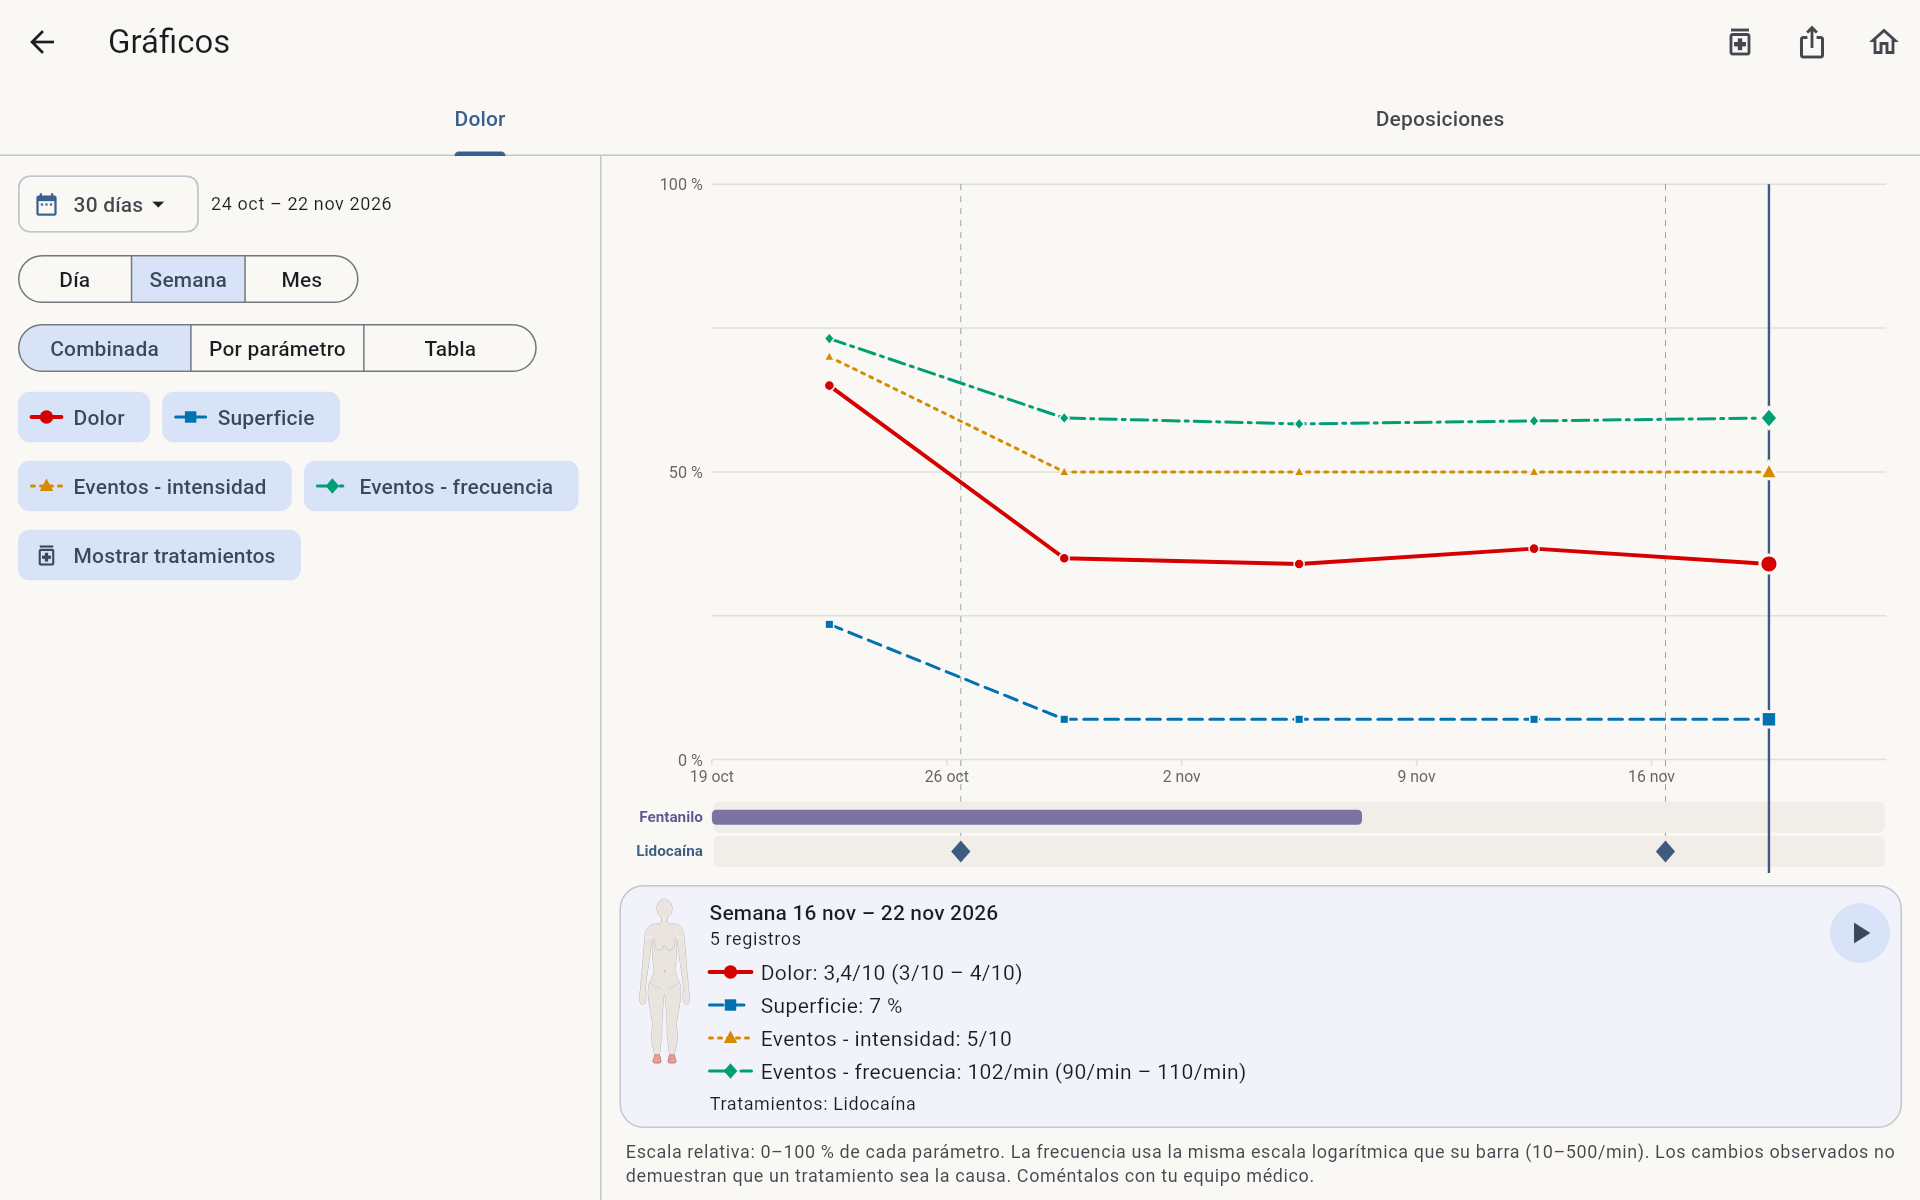 Gráficos
Dolor
Deposiciones
30 días
24 oct – 22 nov 2026
Día
Semana
Mes
Combinada
Por parámetro
Tabla
Dolor
Superficie
Eventos - intensidad
Eventos - frecuencia
Mostrar tratamientos
100 %
50 %
0 %
19 oct
26 oct
2 nov
9 nov
16 nov
Fentanilo
Lidocaína
Semana 16 nov – 22 nov 2026
5 registros
Dolor: 3,4/10 (3/10 – 4/10)
Superficie: 7 %
Eventos - intensidad: 5/10
Eventos - frecuencia: 102/min (90/min – 110/min)
Tratamientos: Lidocaína
Escala relativa: 0–100 % de cada parámetro. La frecuencia usa la misma escala logarítmica que su barra (10–500/min). Los cambios observados no
demuestran que un tratamiento sea la causa. Coméntalos con tu equipo médico.